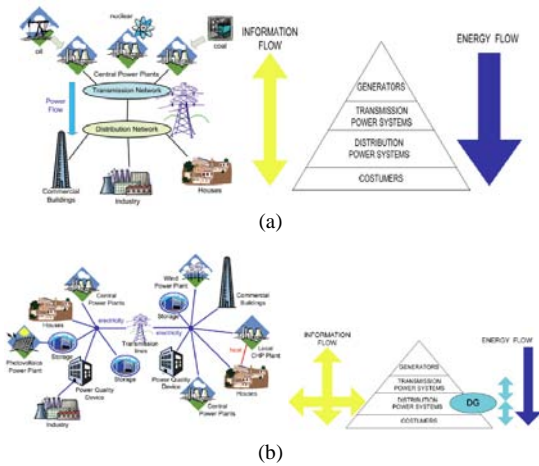 nuclear
oil
coal
Central Power Plants
Transmission Network
Power
Flow
Distribution Network
Commercial
Buildings
Industry
Houses
INFORMATION
FLOW
ENERGY FLOW
GENERATORS
TRANSMISSION
POWER SYSTEMS
DISTRIBUTION
POWER SYSTEMS
COSTUMERS
(a)
Central
Power Plants
Houses
Storage
Photovoltaics
Power Plant
Storage
Power Quality
Device
Industry
electricity
Transmission
lines
electricity
Wind
Power Plant
Storage
Commercial
Buildings
Local
CHP Plant
heat
Houses
Power Quality
Device
Central
Power Plants
INFORMATION
FLOW
ENERGY FLOW
GENERATORS
TRANSMISSION
POWER SYSTEMS
DISTRIBUTION
POWER SYSTEMS
COSTUMERS
DG
(b)